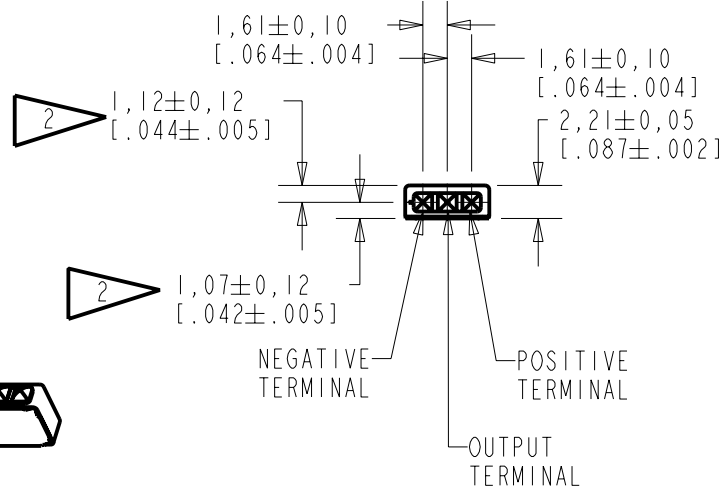 1,61±0,10
[.064±.004]
1,61±0,10
[.064±.004]
2
1,12±0,12
[.044±.005]
2,21±0,05
[.087±.002]
2
1,07±0,12
[.042±.005]
NEGATIVE
TERMINAL
POSITIVE
TERMINAL
OUTPUT
TERMINAL